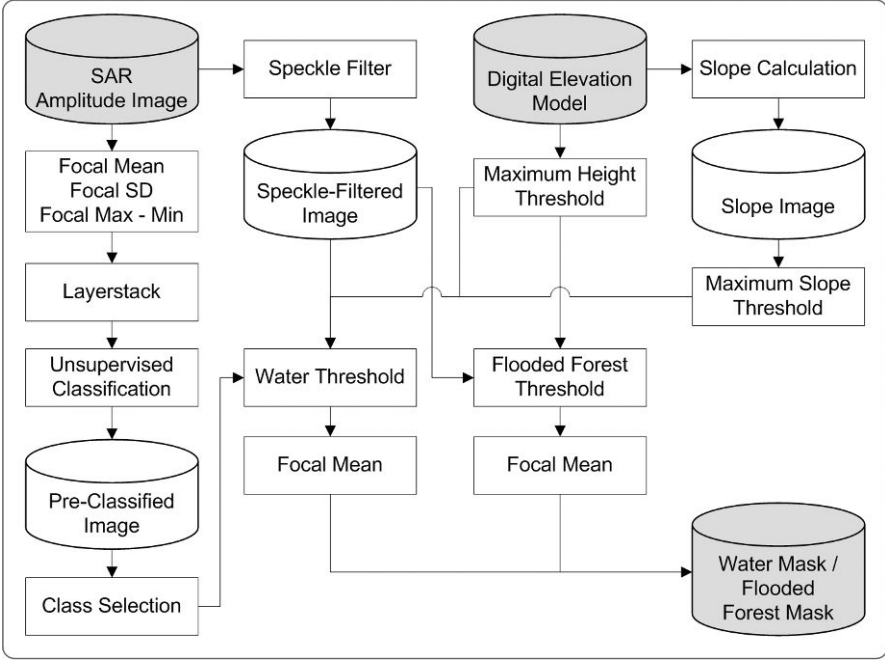 SAR
Amplitude Image
Speckle Filter
Digital Elevation
Model
Slope Calculation
Focal Mean
Focal SD
Focal Max - Min
Speckle-Filtered
Image
Maximum Height
Threshold
Slope Image
Layerstack
Maximum Slope
Threshold
Unsupervised
Classification
Water Threshold
Flooded Forest
Threshold
Pre-Classified
Image
Focal Mean
Focal Mean
Class Selection
Water Mask /
Flooded
Forest Mask